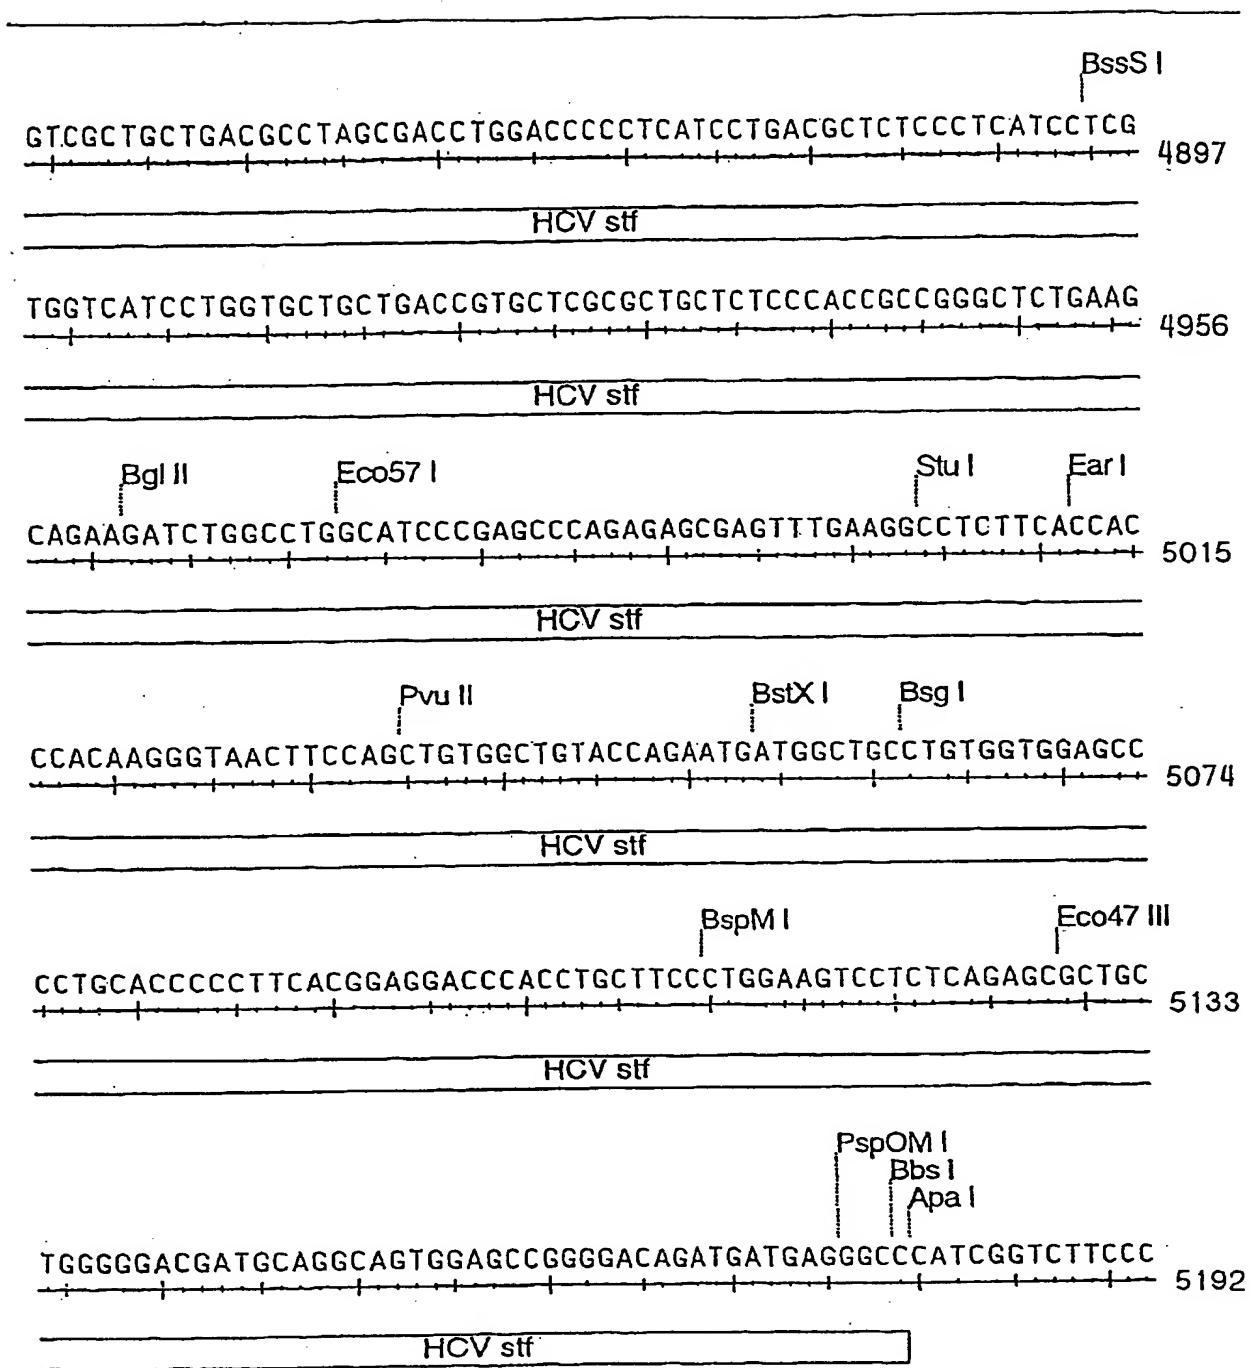 BssS I
GTCGCTGCTGACGCCTAGCGACCTGGACCCCCTCATCCTGACGCTCTCCCTCATCCTCG 4897
HCV stf
TGGTCATCCTGGTGCTGCTGACCGTGCTCGCGCTGCTCTCCCACCGCCGGGCTCTGAAG 4956
HCV stf
Bgl II Eco57 I Stu I Ear I
CAGAAGATCTGGCCTGGCATCCCGAGCCCAGAGAGCGAGTTTGAAGGCCTCTTCACCAC 5015
HCV stf
Pvu II BstX I Bsg I
CCACAAGGGTAACTTCCAGCTGTGGCTGTACCAGAATGATGGCTGCCTGTGGTGGAGCC 5074
HCV stf
BspM I Eco47 III
CCTGCACCCCCTTCACGGAGGACCCACCTGCTTCCCTGGAAGTCCTCTCAGAGCGCTGC 5133
HCV stf
PspOM I
Bbs I
Apa I
TGGGGGACGATGCAGGCAGTGGAGCCGGGGACAGATGATGAGGGCCCATCGGTCTTCCC 5192
HCV stf